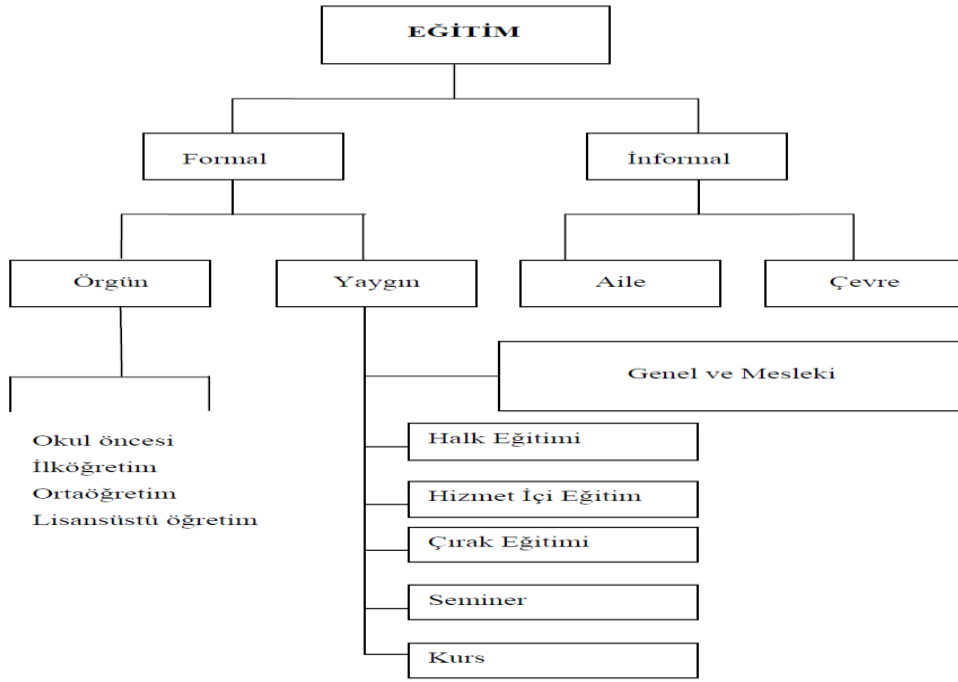 EĞİTİM
Formal
İnformal
Örgün
Yaygın
Aile
Çevre
Genel ve Mesleki
Okul öncesi
İlköğretim
Ortaöğretim
Lisansüstü öğretim
Halk Eğitimi
Hizmet İçi Eğitim
Çırak Eğitimi
Seminer
Kurs